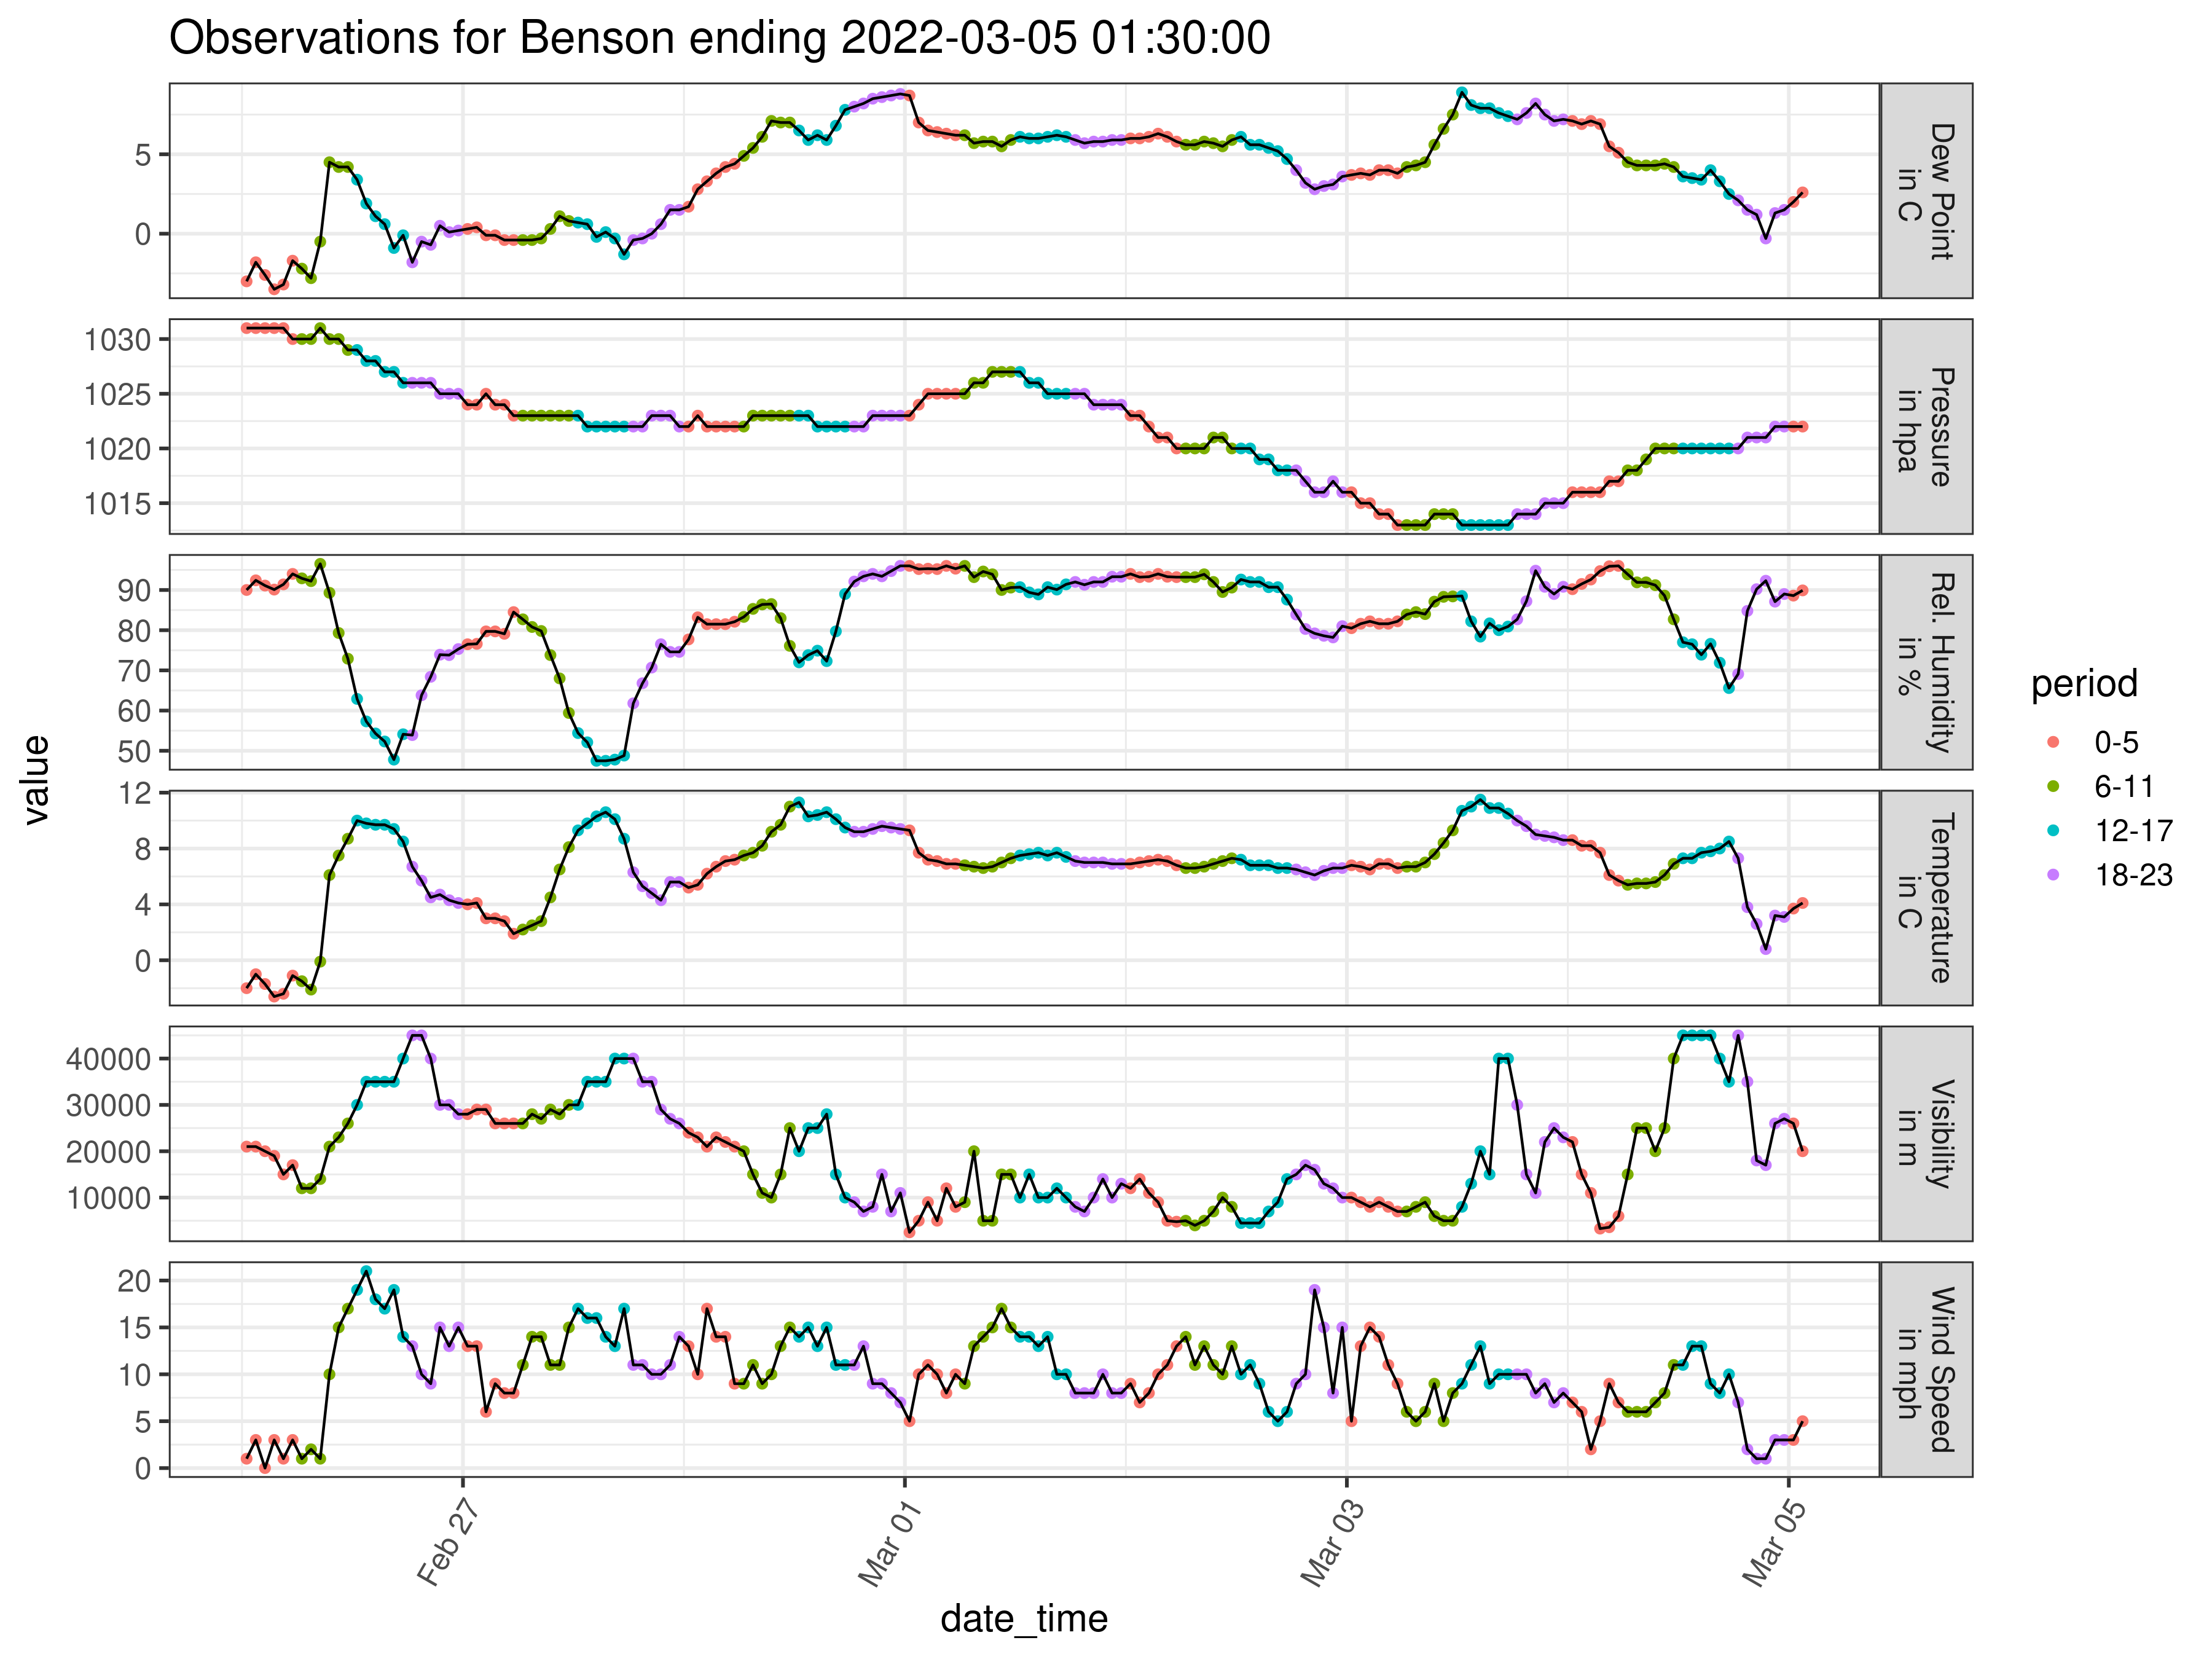 Observations for Benson ending 2022-03-05 01:30:00
value
5
0
Dew Point
in C
1030
1025
1020
1015
Pressure
in hpa
90
80
70
60
50
Rel. Humidity
in %
12
8
4
0
Temperature
in C
40000
30000
20000
10000
Visibility
in m
20
15
10
5
0
Wind Speed
in mph
Feb 27
Mar 01
Mar 03
Mar 05
date_time
period
0-5
6-11
12-17
18-23